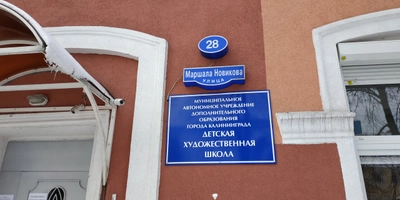 28
Маршала Новикова
УЛИЦА
МУНИЦИПАЛЬНОЕ
АВТОНОМНОЕ УЧРЕЖДЕНИЕ
ДОПОЛНИТЕЛЬНОГО
ОБРАЗОВАНИЯ
ГОРОДА КАЛИНИНГРАДА
ДЕТСКАЯ
ХУДОЖЕСТВЕННАЯ
ШКОЛА